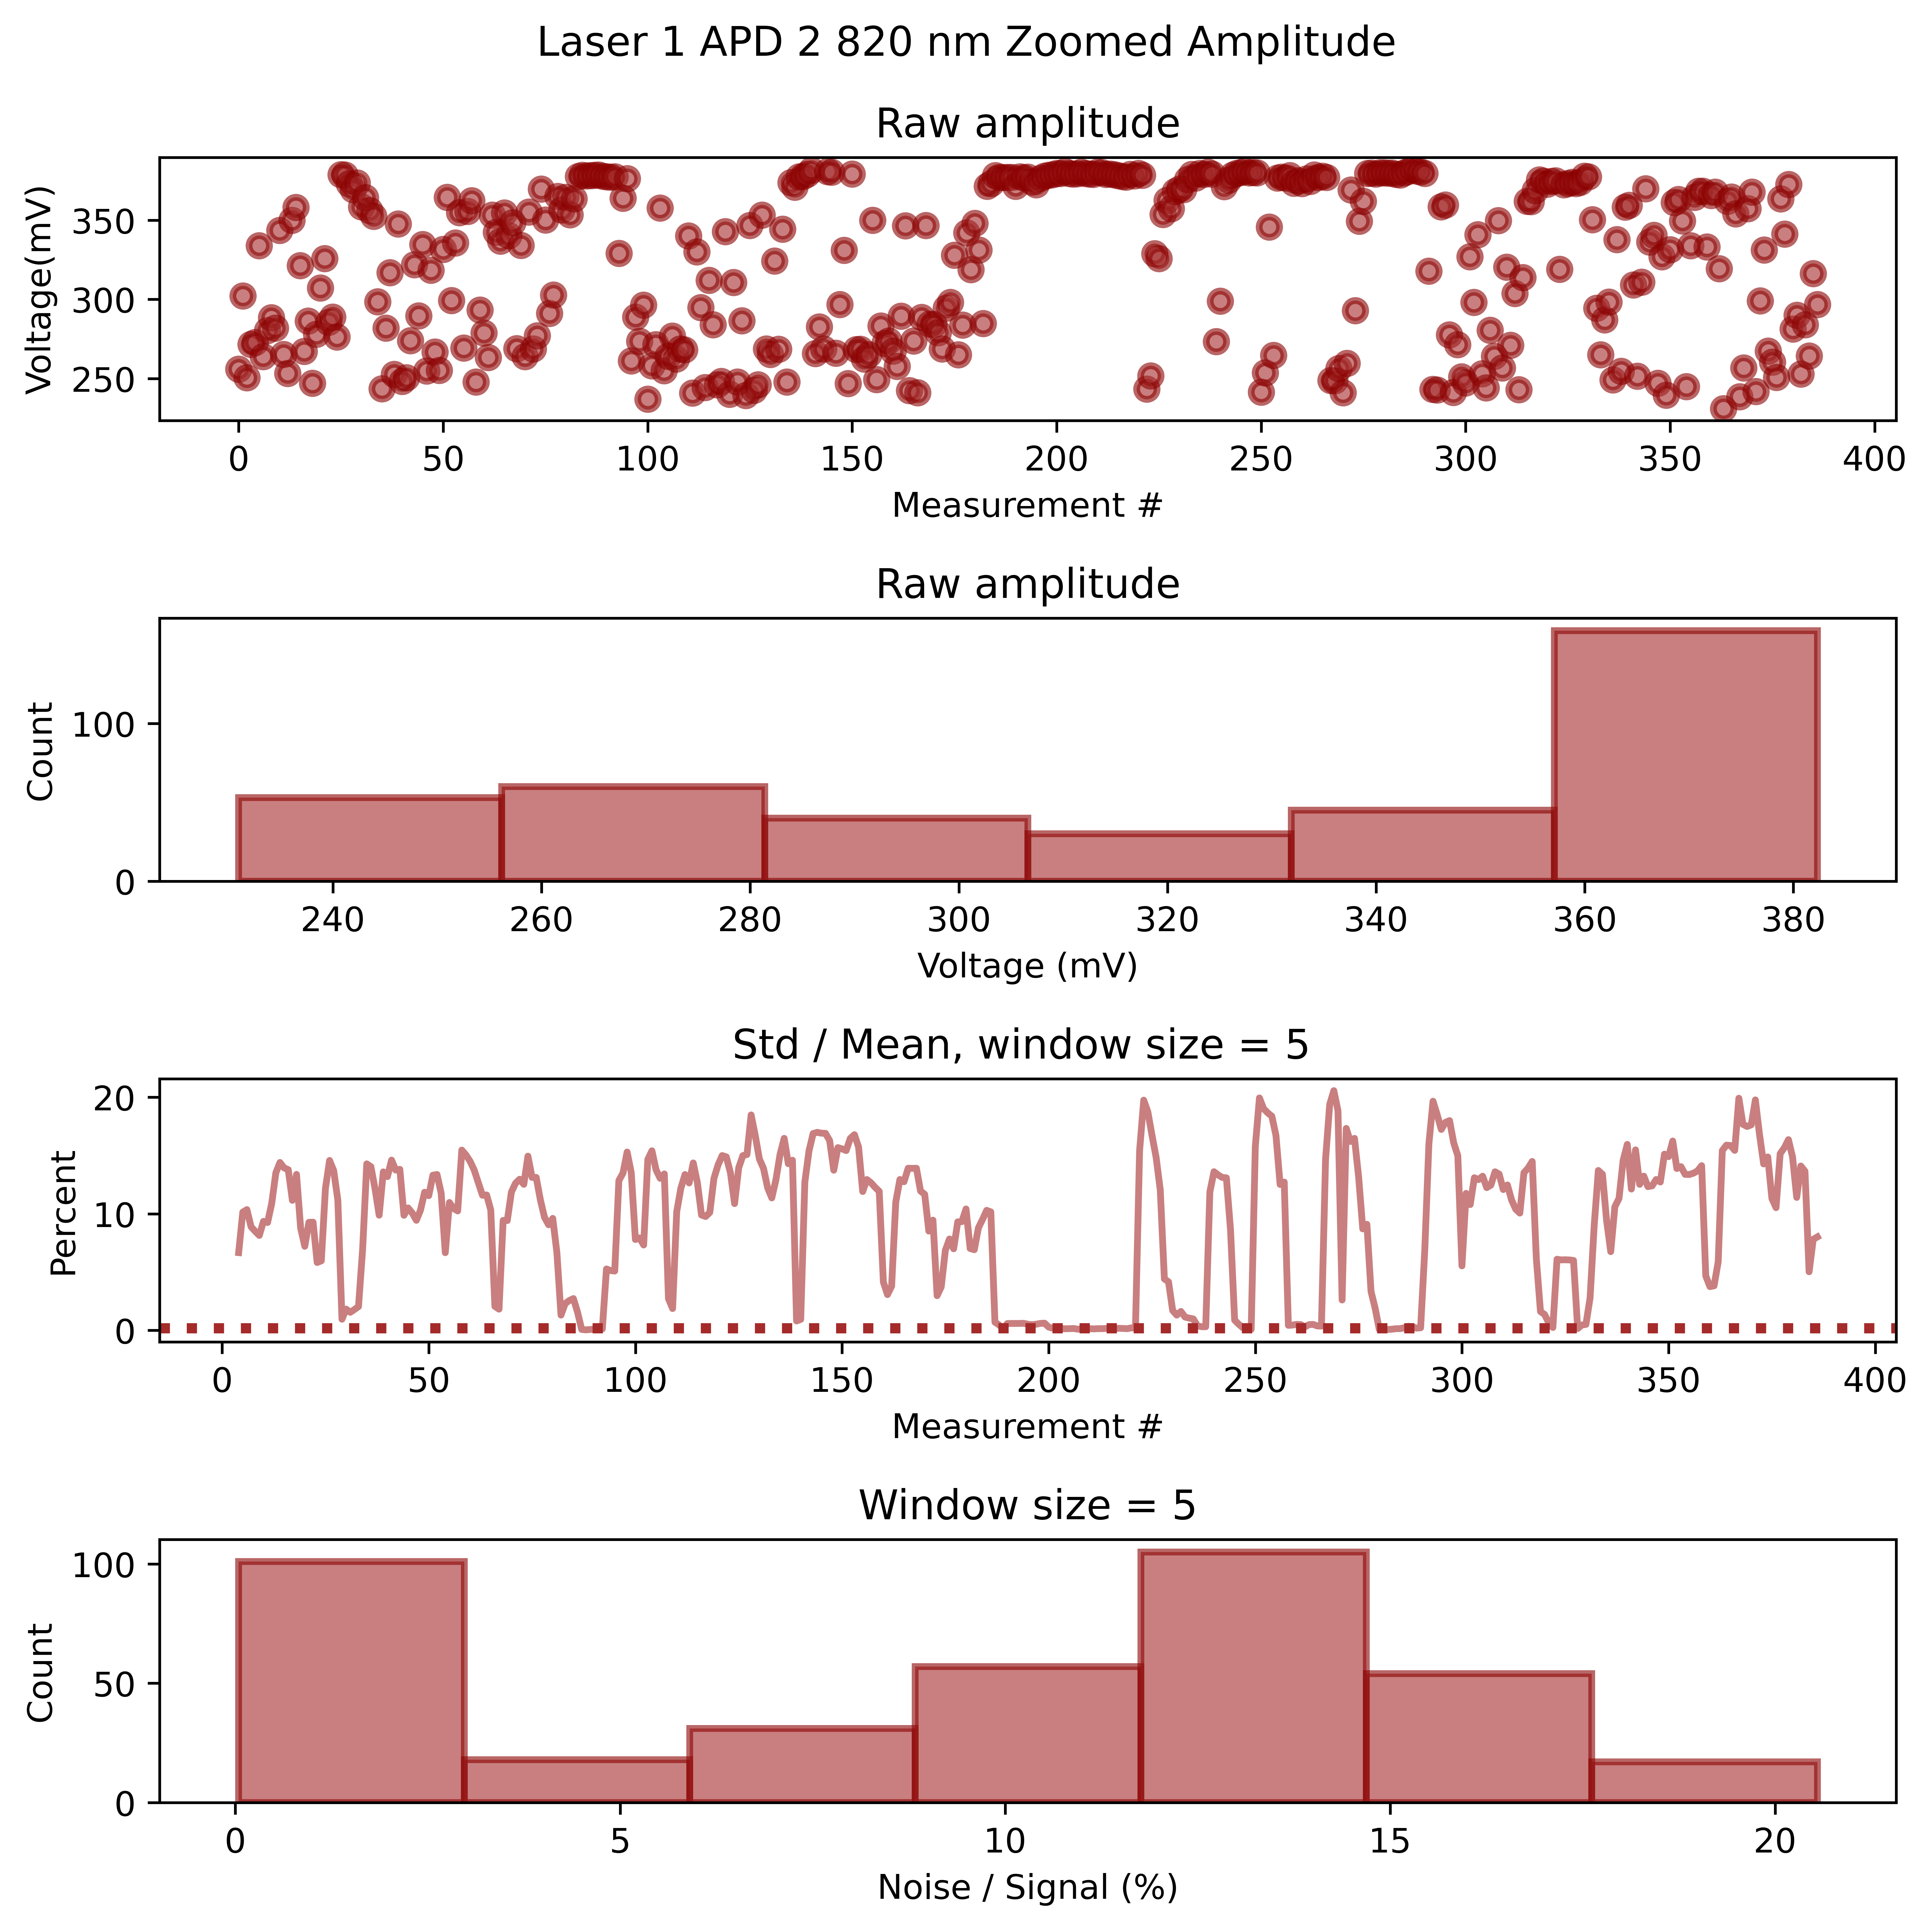 Laser 1 APD 2 820 nm Zoomed Amplitude
Raw amplitude
Voltage(mV)
350
300
250
0 50 100 150 200 250 300 350 400
Measurement #
Raw amplitude
Count
100
0
240 260 280 300 320 340 360 380
Voltage (mV)
Std / Mean, window size = 5
Percent
20
10
0
0 50 100 150 200 250 300 350 400
Measurement #
Window size = 5
Count
100
50
0
0 5 10 15 20
Noise / Signal (%)